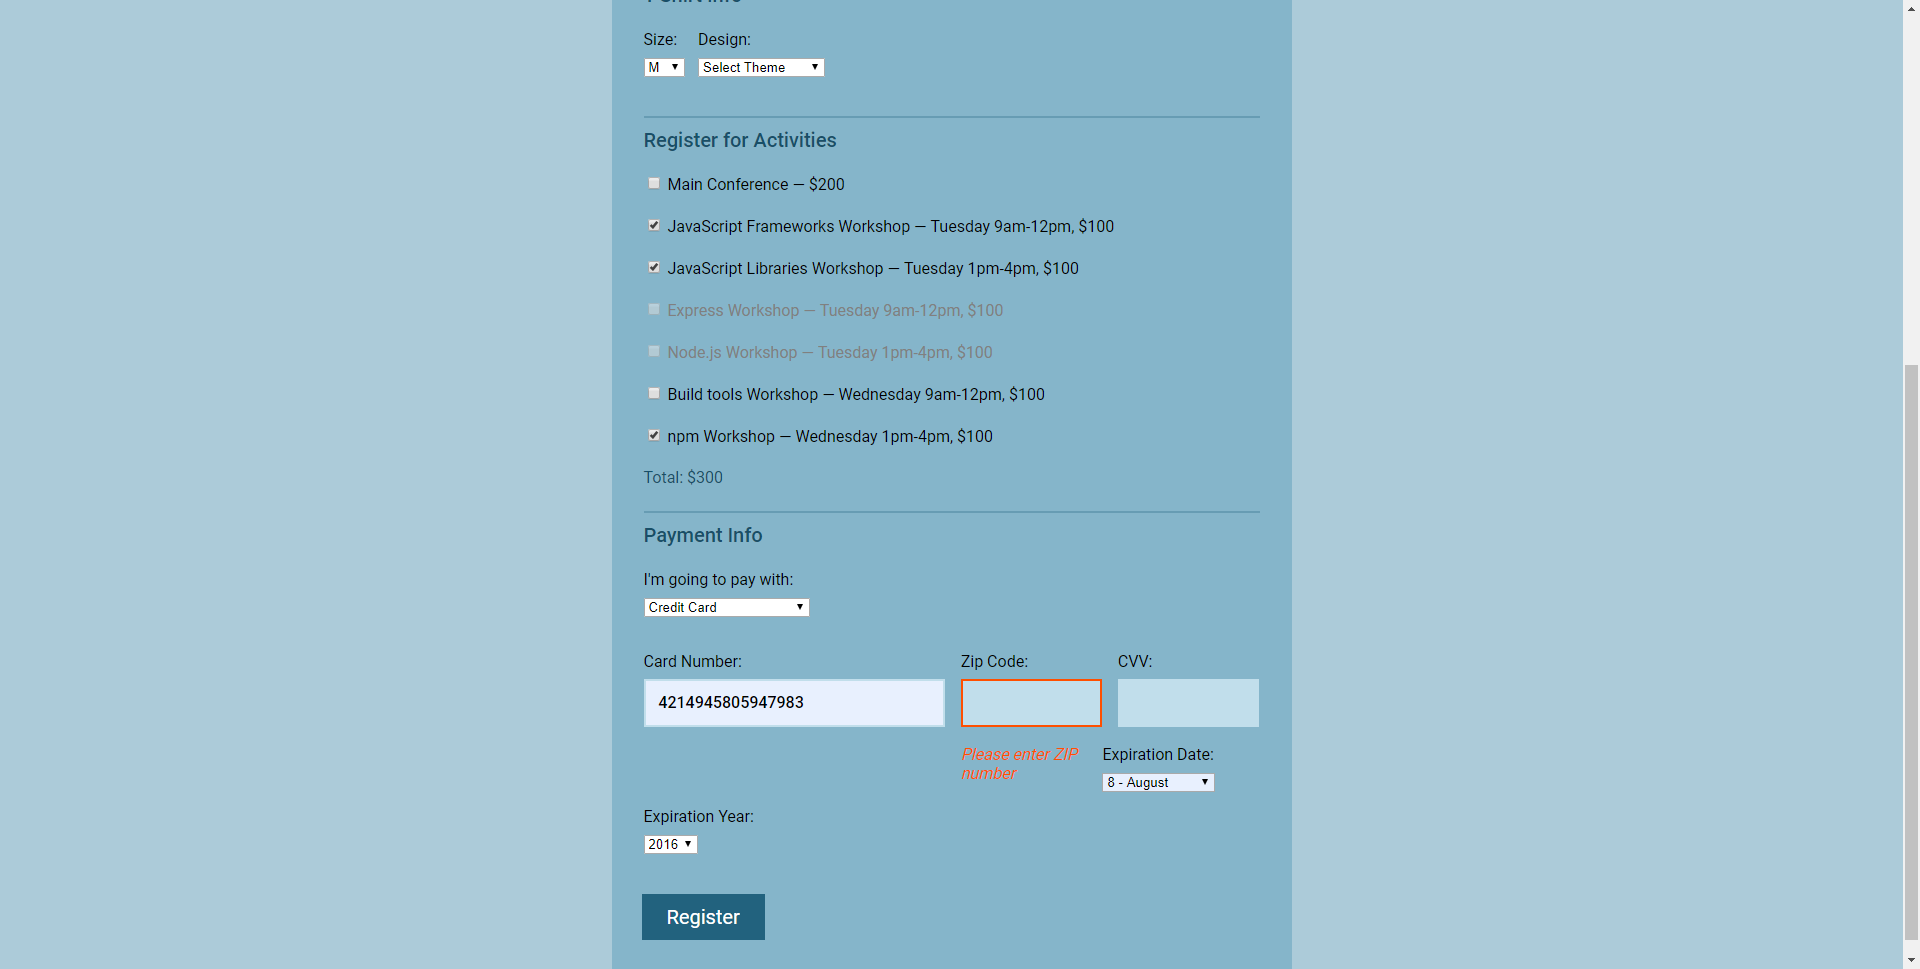 T-Shirt Info
Size: Design:
M Select Theme
Register for Activities
Main Conference — $200
JavaScript Frameworks Workshop — Tuesday 9am-12pm, $100
JavaScript Libraries Workshop — Tuesday 1pm-4pm, $100
Express Workshop — Tuesday 9am-12pm, $100
Node.js Workshop — Tuesday 1pm-4pm, $100
Build tools Workshop — Wednesday 9am-12pm, $100
npm Workshop — Wednesday 1pm-4pm, $100
Total: $300
Payment Info
I'm going to pay with:
Credit Card
Card Number: Zip Code: CVV:
4214945805947983
Please enter ZIP
number
Expiration Date:
8 - August
Expiration Year:
2016
Register